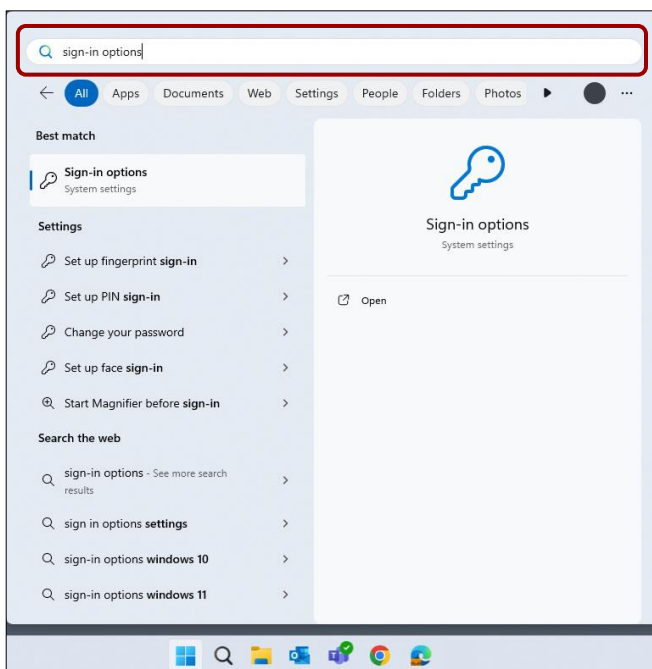 sign-in options
All Apps Documents Web Settings People Folders Photos
Best match
Sign-in options
System settings
Settings
Set up fingerprint sign-in
Set up PIN sign-in
Change your password
Set up face sign-in
Start Magnifier before sign-in
Search the web
sign-in options - See more search
results
sign in options settings
sign-in options windows 10
sign-in options windows 11
Sign-in options
System settings
Open